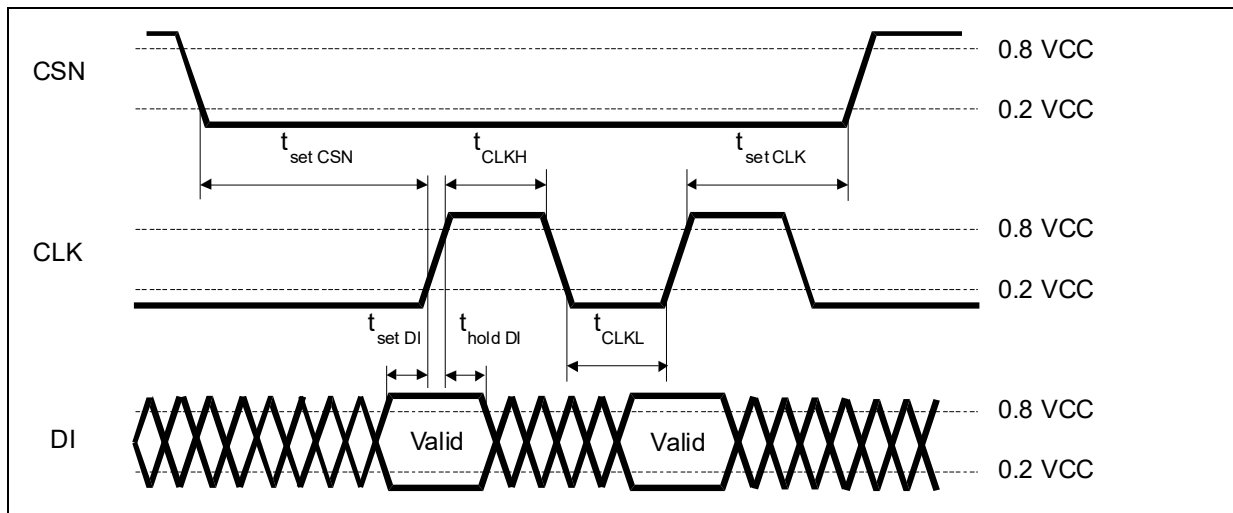 CSN
0.8 VCC
0.2 VCC
t set CSN
t CLKH
t set CLK
CLK
0.8 VCC
0.2 VCC
t set DI
t hold DI
t CLKL
DI
Valid
Valid
0.8 VCC
0.2 VCC